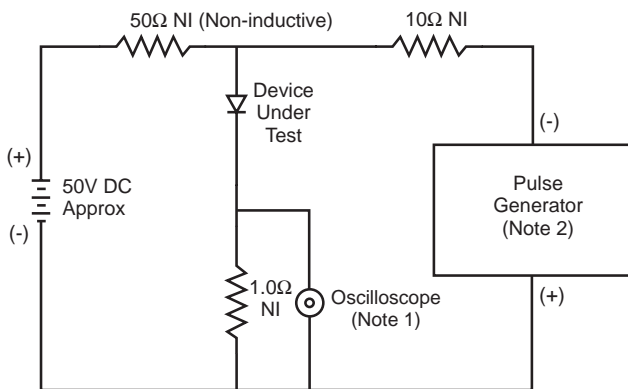 50Ω NI (Non-inductive)
10Ω NI
Device
Under
Test
(+)
50V DC
Approx
(-)
(-)
Pulse
Generator
(Note 2)
(+)
1.0Ω
NI
Oscilloscope
(Note 1)